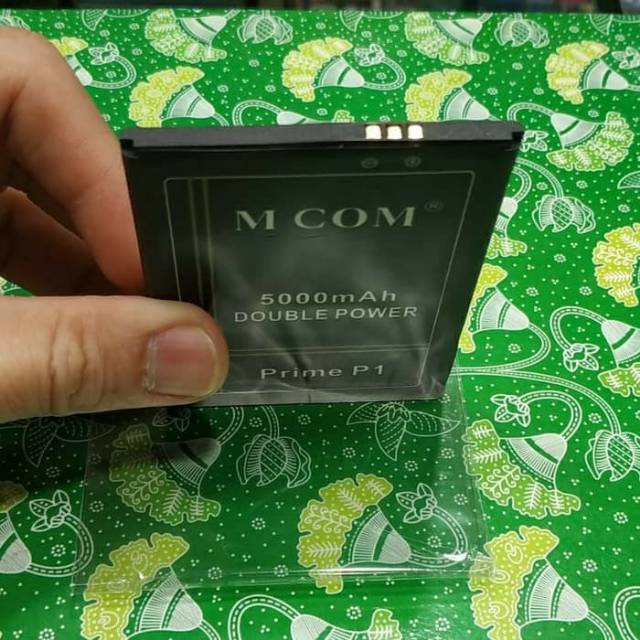 M COM®
5000mAh
DOUBLE POWER
Prime P1